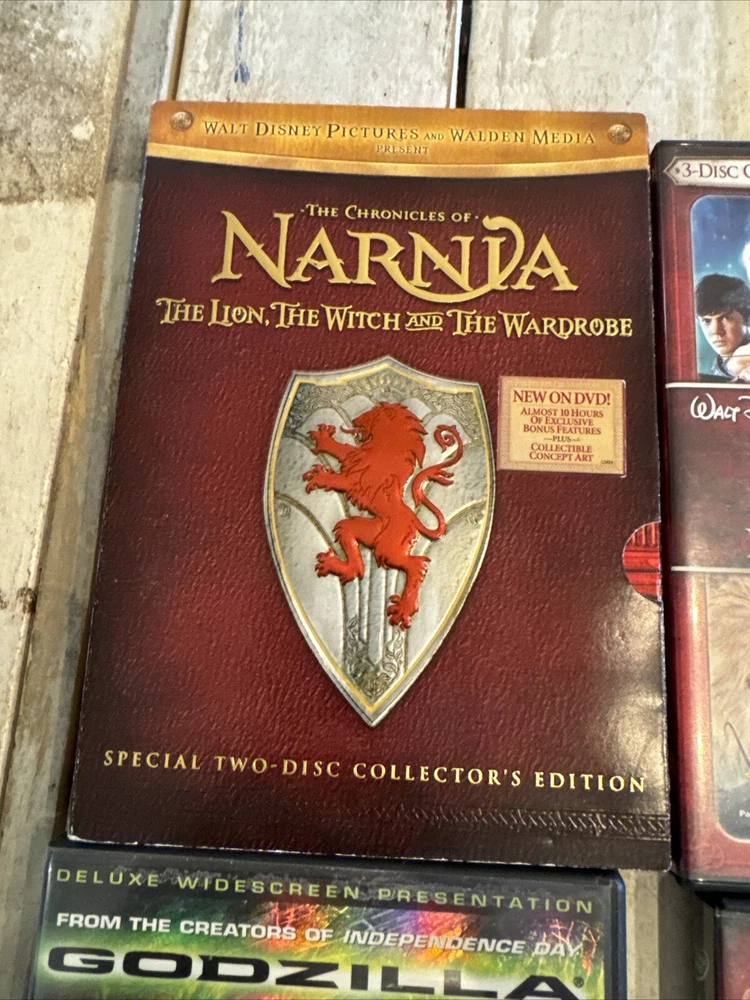 WALT DISNEY PICTURES AND WALDEN MEDIA
PRESENT
·THE CHRONICLES OF·
NARNIA
THE LION, THE WITCH AND THE WARDROBE
NEW ON DVD!
ALMOST 10 HOURS
OF EXCLUSIVE
BONUS FEATURES
—PLUS—
COLLECTIBLE
CONCEPT ART
SPECIAL TWO-DISC COLLECTOR'S EDITION
3-DISC
WALT
DELUXE WIDESCREEN PRESENTATION
FROM THE CREATORS OF INDEPENDENCE DAY
GODZILLA